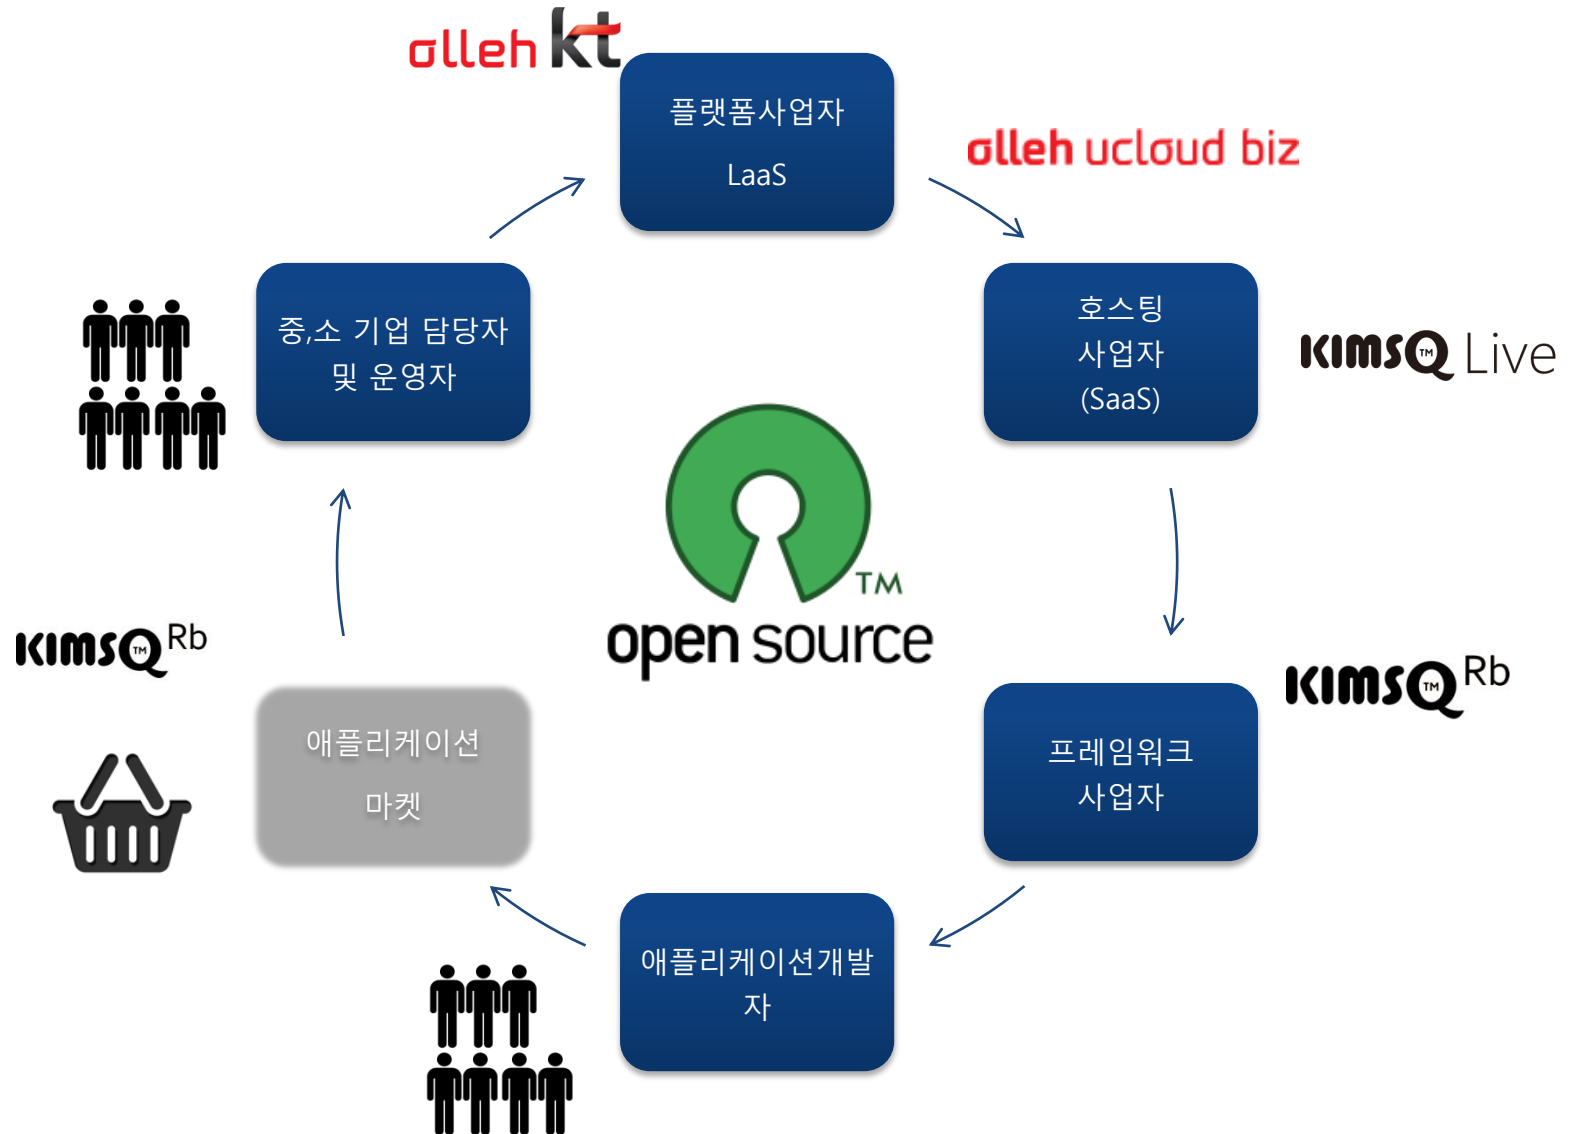 olleh kt
플랫폼사업자
LaaS
olleh ucloud biz
호스팅
사업자
(SaaS)
KIMSQ TM Live
중,소 기업 담당자
및 운영자
TM
open source
KIMSQ TM Rb
프레임워크
사업자
KIMSQ TM Rb
애플리케이션
마켓
애플리케이션개발
자